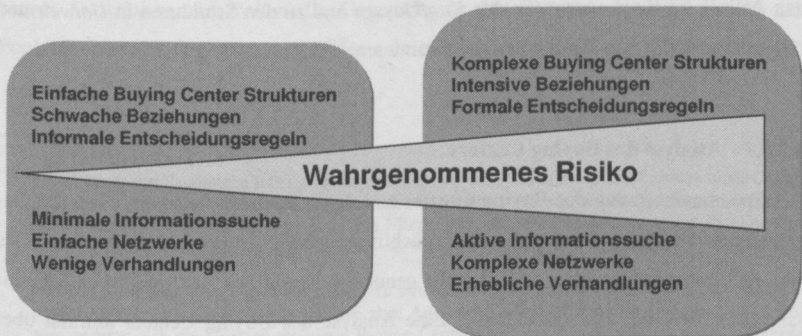 Einfache Buying Center Strukturen
Schwache Beziehungen
Informale Entscheidungsregeln
Komplexe Buying Center Strukturen
Intensive Beziehungen
Formale Entscheidungsregeln
Wahrgenommenes Risiko
Minimale Informationssuche
Einfache Netzwerke
Wenige Verhandlungen
Aktive Informationssuche
Komplexe Netzwerke
Erhebliche Verhandlungen